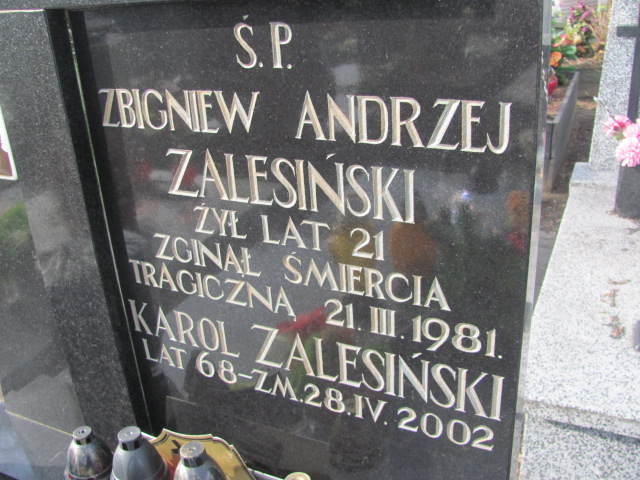 Ś.P.
ZBIGNIEW ANDRZEJ
ZALESIŃSKI
ŻYŁ LAT 21
ZGINĄŁ ŚMIERCIĄ
TRAGICZNĄ 21.III.1981.
KAROL ZALESIŃSKI
LAT 68-ZM.28.IV.2002